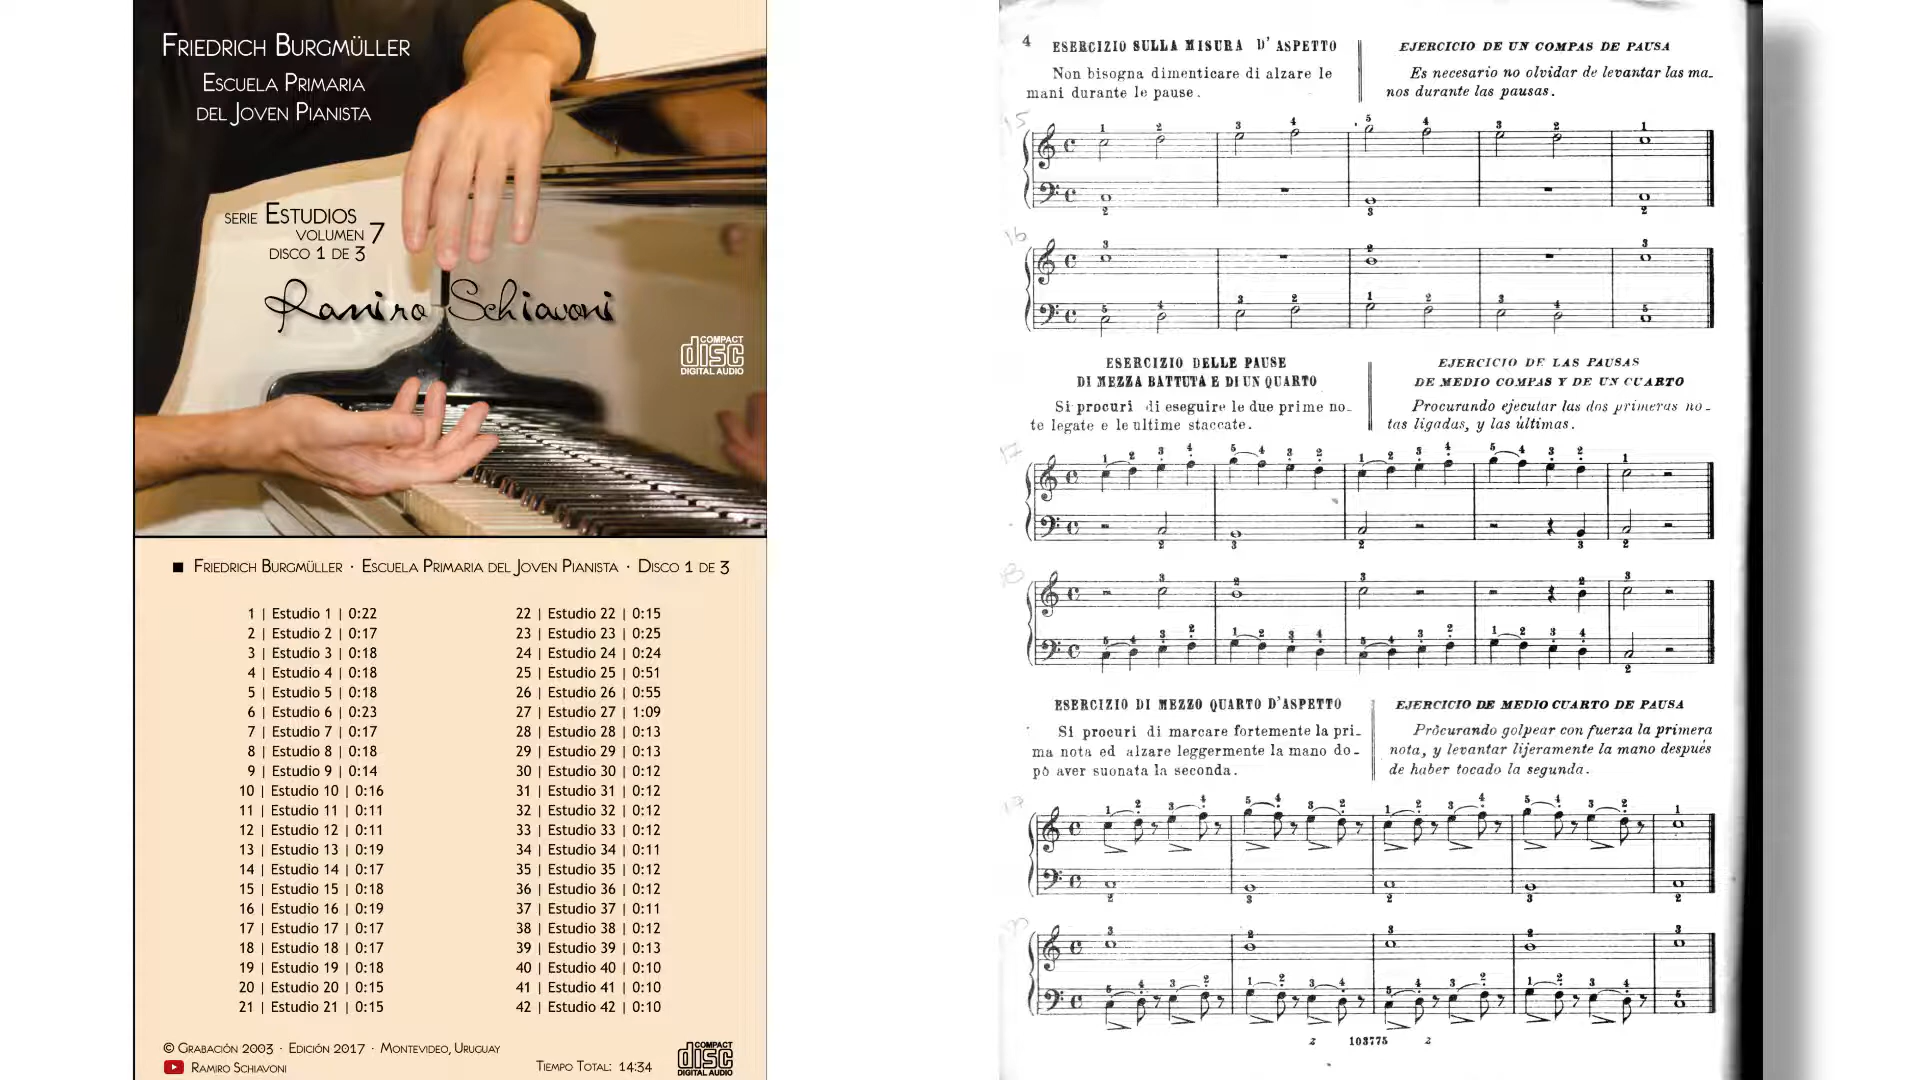 FRIEDRICH BURGMÜLLER
ESCUELA PRIMARIA
DEL JOVEN PIANISTA
SERIE ESTUDIOS
VOLUMEN 7
DISCO 1 DE 3
Ramiro Schiavoni
COMPACT
disc
DIGITAL AUDIO
■ FRIEDRICH BURGMÜLLER · ESCUELA PRIMARIA DEL JOVEN PIANISTA · DISCO 1 DE 3
1 | Estudio 1 | 0:22
2 | Estudio 2 | 0:17
3 | Estudio 3 | 0:18
4 | Estudio 4 | 0:18
5 | Estudio 5 | 0:18
6 | Estudio 6 | 0:23
7 | Estudio 7 | 0:17
8 | Estudio 8 | 0:18
9 | Estudio 9 | 0:14
10 | Estudio 10 | 0:16
11 | Estudio 11 | 0:11
12 | Estudio 12 | 0:11
13 | Estudio 13 | 0:19
14 | Estudio 14 | 0:17
15 | Estudio 15 | 0:18
16 | Estudio 16 | 0:19
17 | Estudio 17 | 0:17
18 | Estudio 18 | 0:17
19 | Estudio 19 | 0:18
20 | Estudio 20 | 0:15
21 | Estudio 21 | 0:15
22 | Estudio 22 | 0:15
23 | Estudio 23 | 0:25
24 | Estudio 24 | 0:24
25 | Estudio 25 | 0:51
26 | Estudio 26 | 0:55
27 | Estudio 27 | 1:09
28 | Estudio 28 | 0:13
29 | Estudio 29 | 0:13
30 | Estudio 30 | 0:12
31 | Estudio 31 | 0:12
32 | Estudio 32 | 0:12
33 | Estudio 33 | 0:12
34 | Estudio 34 | 0:11
35 | Estudio 35 | 0:12
36 | Estudio 36 | 0:12
37 | Estudio 37 | 0:11
38 | Estudio 38 | 0:12
39 | Estudio 39 | 0:13
40 | Estudio 40 | 0:10
41 | Estudio 41 | 0:10
42 | Estudio 42 | 0:10
© GRABACIÓN 2003 · EDICIÓN 2017 · MONTEVIDEO, URUGUAY
RAMIRO SCHIAVONI
TIEMPO TOTAL: 14:34
COMPACT
disc
DIGITAL AUDIO
4
ESERCIZIO SULLA MISURA D'ASPETTO
Non bisogna dimenticare di alzare le
mani durante le pause.
EJERCICIO DE UN COMPAS DE PAUSA
Es necesario no olvidar de levantar las ma-
nos durante las pausas.
15
16
ESERCIZIO DELLE PAUSE
DI MEZZA BATTUTA E DI UN QUARTO
Si procuri di eseguire le due prime no-
te legate e le ultime staccate.
EJERCICIO DE LAS PAUSAS
DE MEDIO COMPAS Y DE UN CUARTO
Procurando ejecutar las dos primeras no-
tas ligadas, y las últimas.
17
18
ESERCIZIO DI MEZZO QUARTO D'ASPETTO
Si procuri di marcare fortemente la pri-
ma nota ed alzare leggermente la mano do-
pò aver suonata la seconda.
EJERCICIO DE MEDIO CUARTO DE PAUSA
Pròcurando golpear con fuerza la primera
nota, y levantar lijeramente la mano después
de haber tocado la segunda.
19
z 103775 z